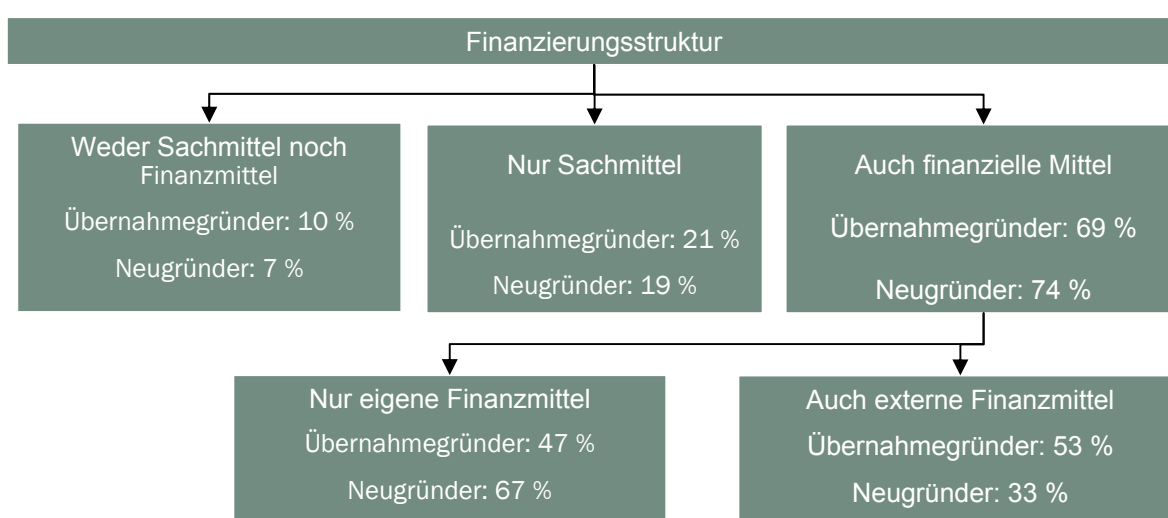 Finanzierungsstruktur
Weder Sachmittel noch
Finanzmittel
Übernahmegründer: 10 %
Neugründer: 7 %
Nur Sachmittel
Übernahmegründer: 21 %
Neugründer: 19 %
Auch finanzielle Mittel
Übernahmegründer: 69 %
Neugründer: 74 %
Nur eigene Finanzmittel
Übernahmegründer: 47 %
Neugründer: 67 %
Auch externe Finanzmittel
Übernahmegründer: 53 %
Neugründer: 33 %